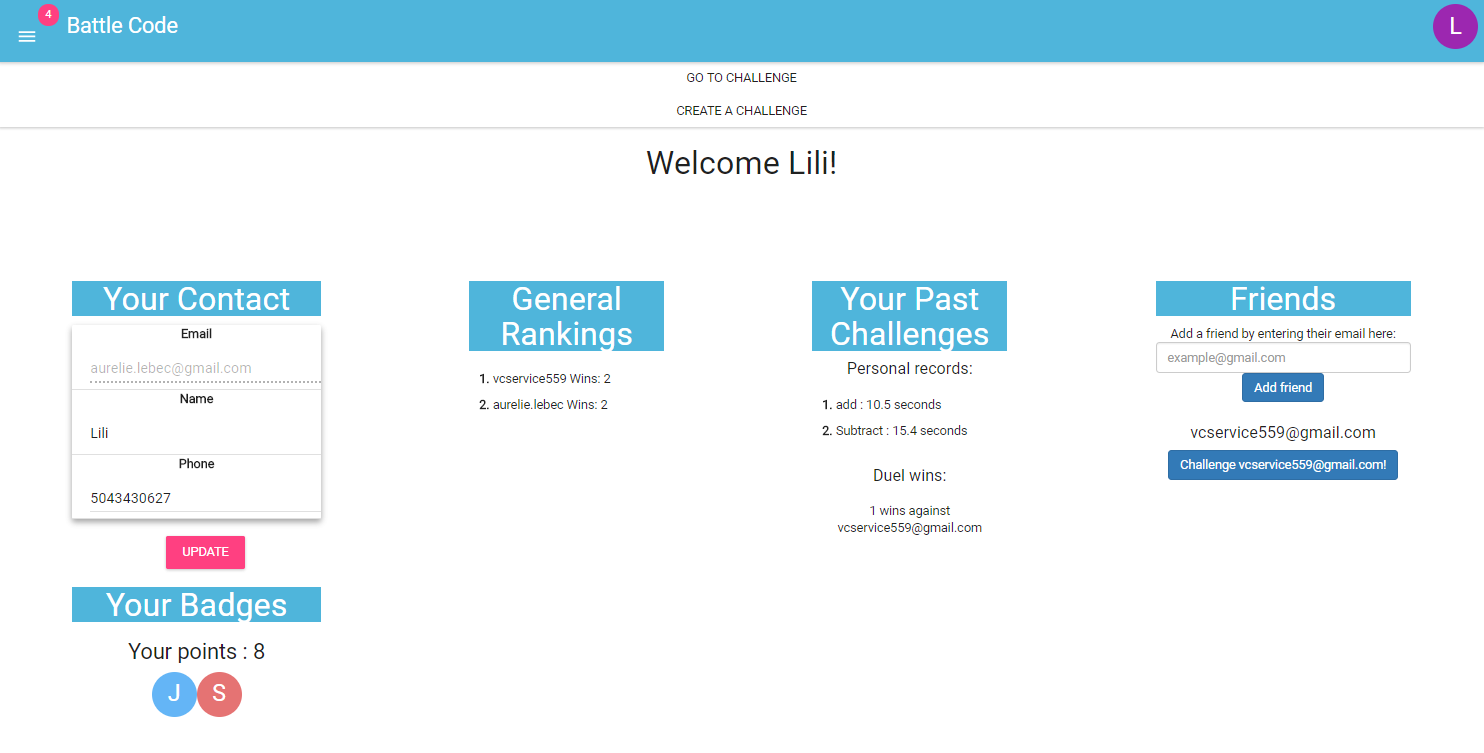 4
Battle Code
L
GO TO CHALLENGE
CREATE A CHALLENGE
Welcome Lili!
Your Contact
Email
aurelie.lebec@gmail.com
Name
Lili
Phone
5043430627
UPDATE
Your Badges
Your points : 8
J
S
General
Rankings
1. vcservice559 Wins: 2
2. aurelie.lebec Wins: 2
Your Past
Challenges
Personal records:
1. add : 10.5 seconds
2. Subtract : 15.4 seconds
Duel wins:
1 wins against
vcservice559@gmail.com
Friends
Add a friend by entering their email here:
example@gmail.com
Add friend
vcservice559@gmail.com
Challenge vcservice559@gmail.com!